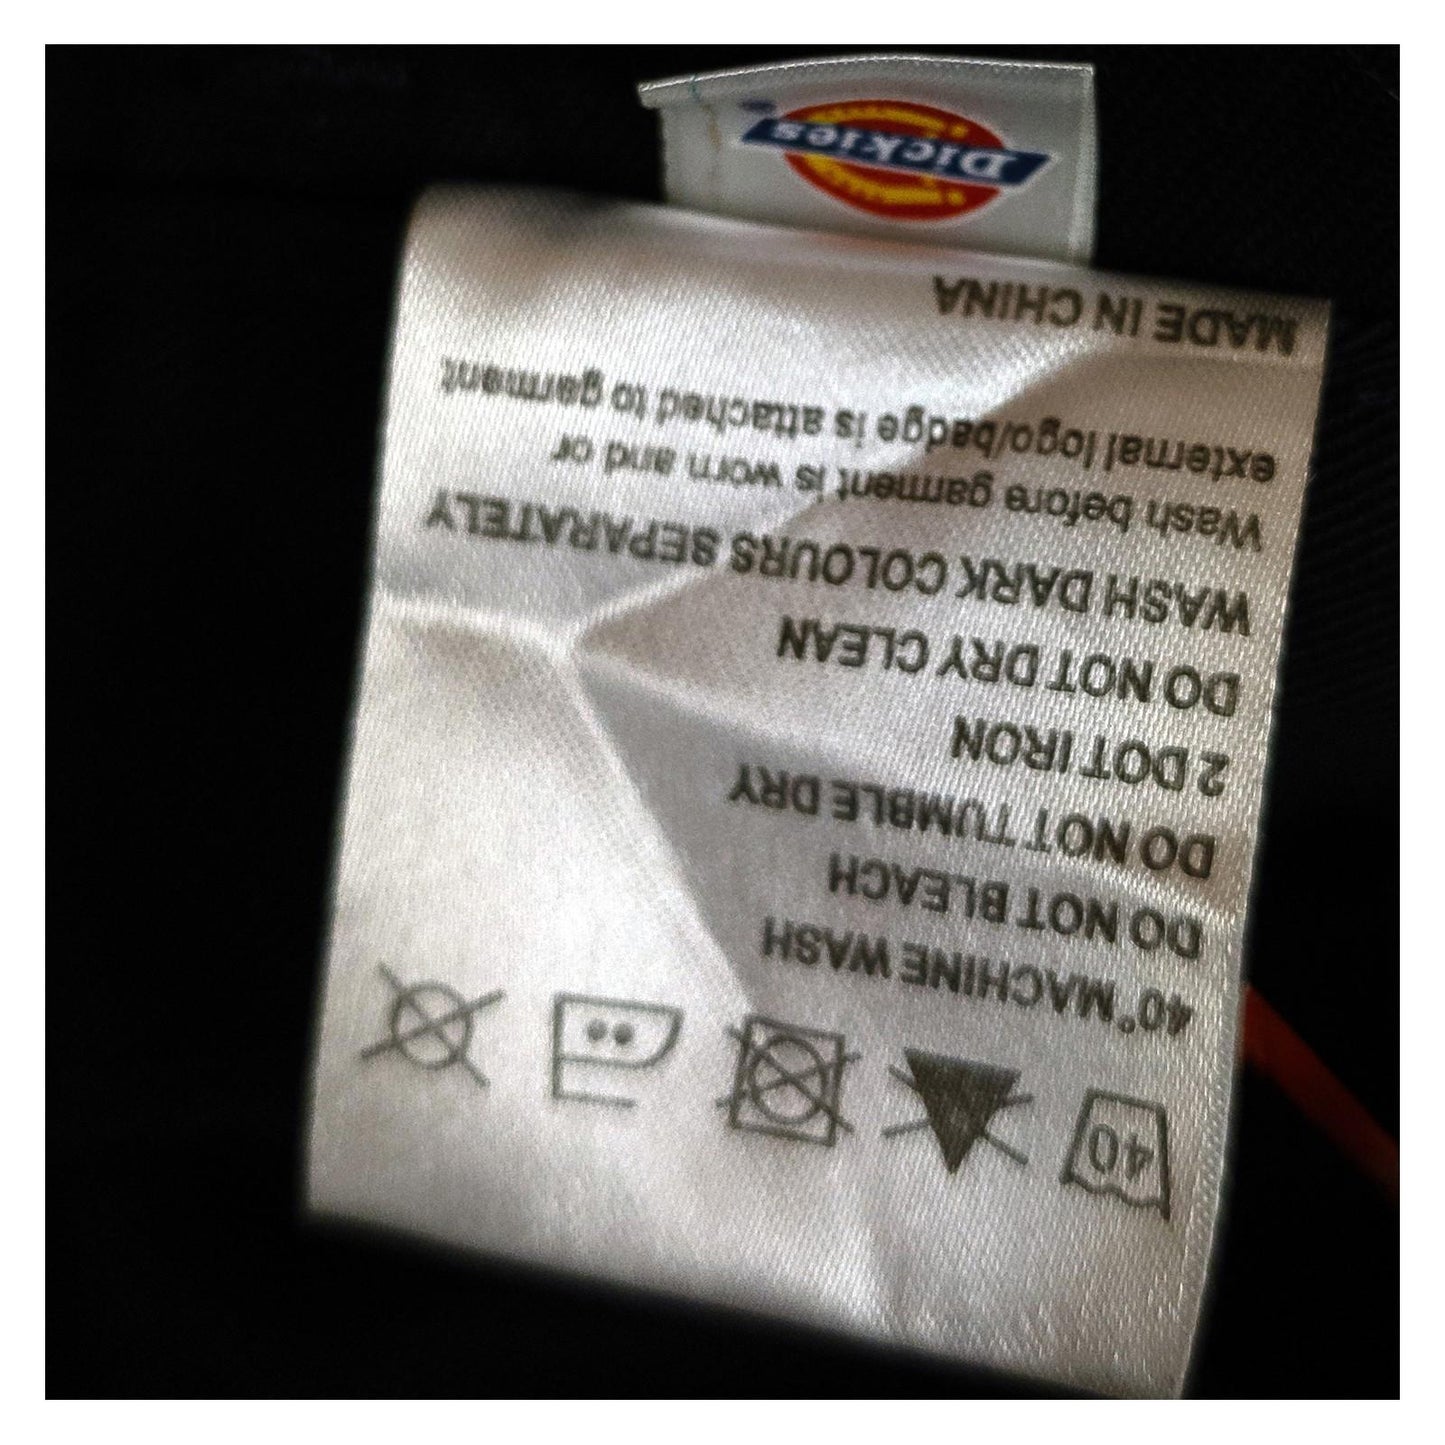 40
40° MACHINE WASH
DO NOT BLEACH
DO NOT TUMBLE DRY
2 DOT IRON
DO NOT DRY CLEAN
WASH DARK COLOURS SEPARATELY
Wash before garment is worn and or
external logo/badge is attached to garment
MADE IN CHINA
Dickies